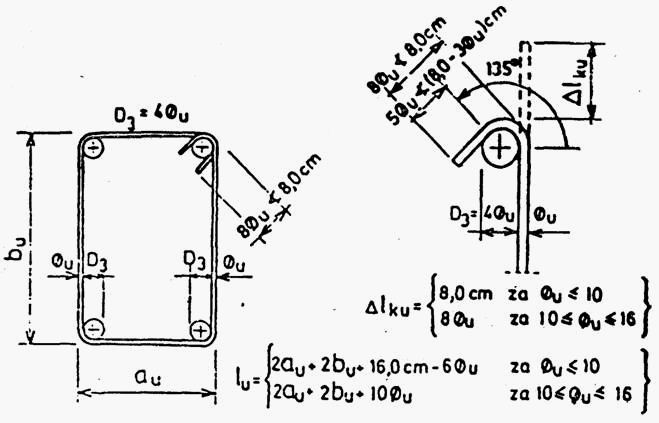 D₃ = 4Øu
bu
Øu D₃
D₃ Øu
au
8Øu < 8,0cm
8Øu < 8.0cm
5Øu < (8,0-3Øu)cm
135°
Δlku
D₃= 4Øu Øu
Δlku = { 8,0 cm za Øu ≤ 10
8Øu za 10 ≤ Øu ≤ 16 }
lu = { 2au + 2bu + 16,0 cm - 6Øu za Øu ≤ 10
2au + 2bu + 10Øu za 10 ≤ Øu ≤ 16 }